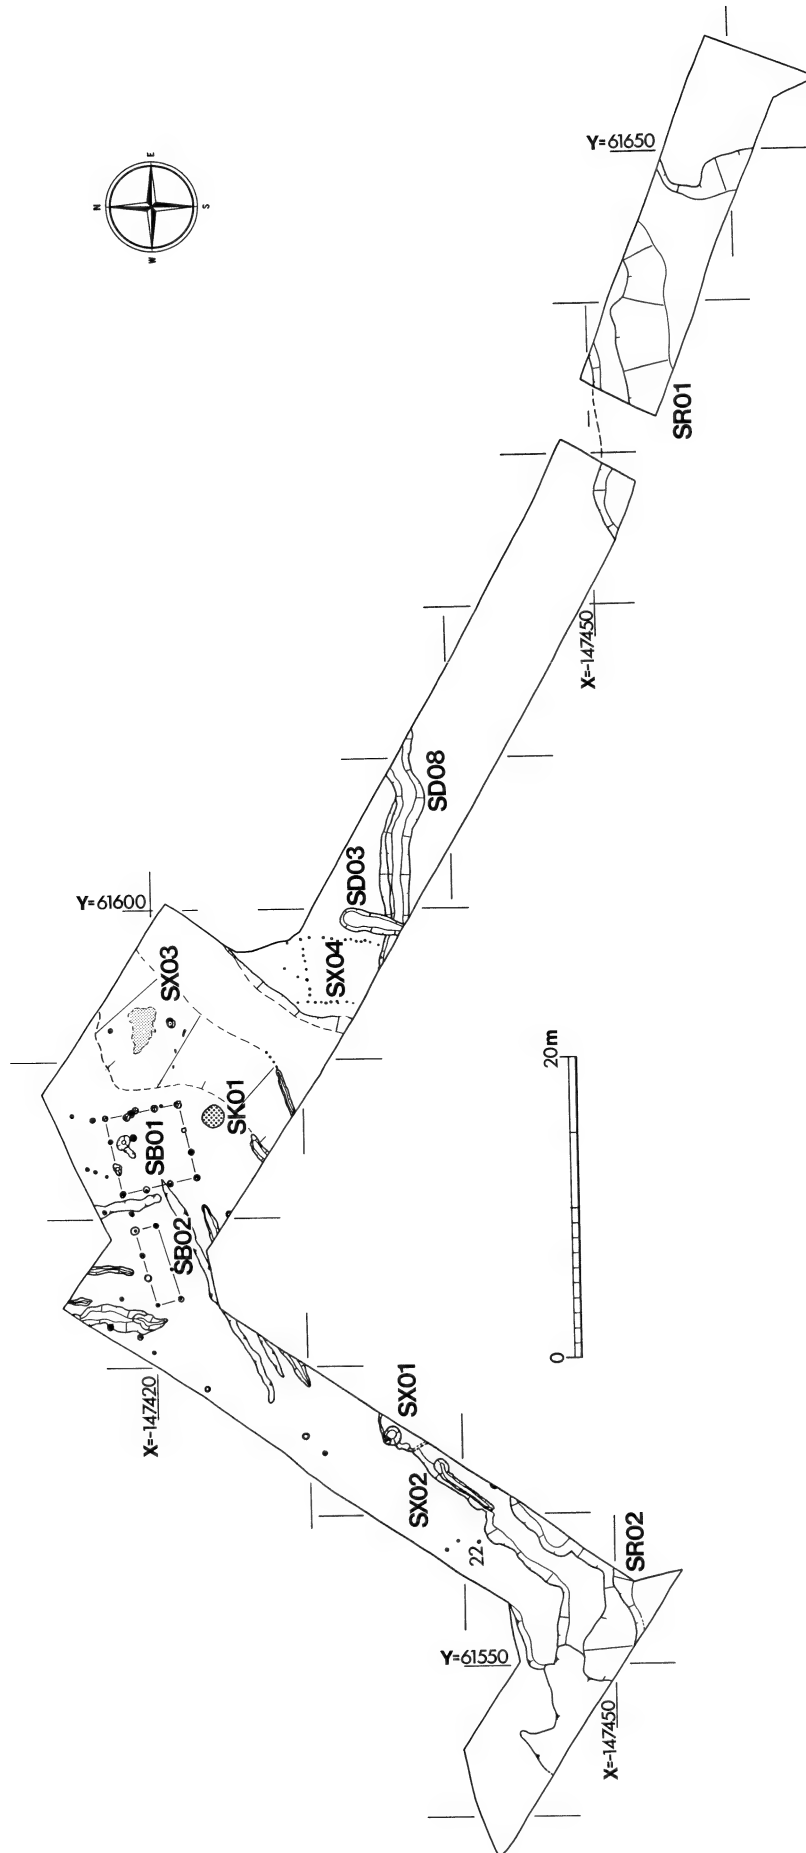 Y=61650
E
N
S
W
SR01
X=-147450
SD08
SD03
Y=61600
SX04
SX03
20m
SK01
SB01
SB02
0
X=-147420
SX01
SX02
22
SR02
Y=61550
X=-147450